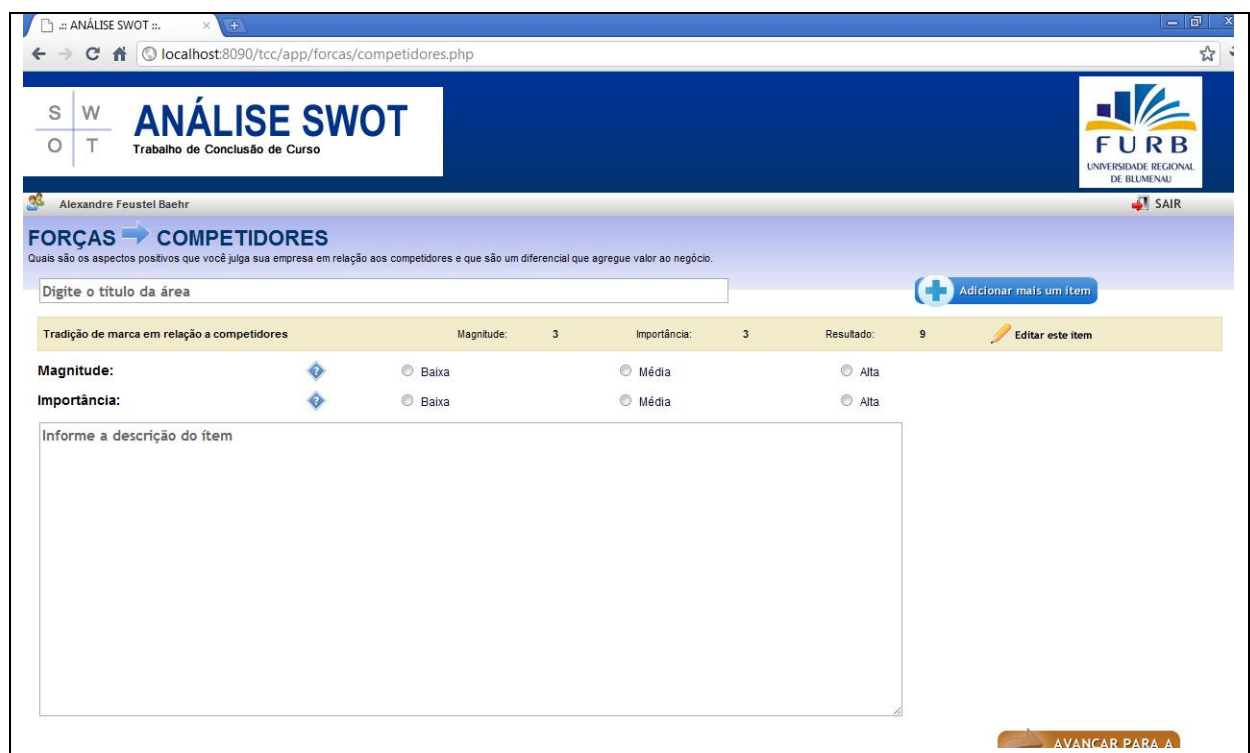 .:: ANÁLISE SWOT ::.
localhost:8090/tcc/app/forcas/competidores.php
S W
O T
ANÁLISE SWOT
Trabalho de Conclusão de Curso
FURB
UNIVERSIDADE REGIONAL
DE BLUMENAU
Alexandre Feustel Baehr SAIR
FORÇAS COMPETIDORES
Quais são os aspectos positivos que você julga sua empresa em relação aos competidores e que são um diferencial que agregue valor ao negócio.
Digite o título da área Adicionar mais um ítem
Tradição de marca em relação a competidores Magnitude: 3 Importância: 3 Resultado: 9 Editar este ítem
Magnitude: ? Baixa Média Alta
Importância: ? Baixa Média Alta
Informe a descrição do ítem
AVANÇAR PARA A